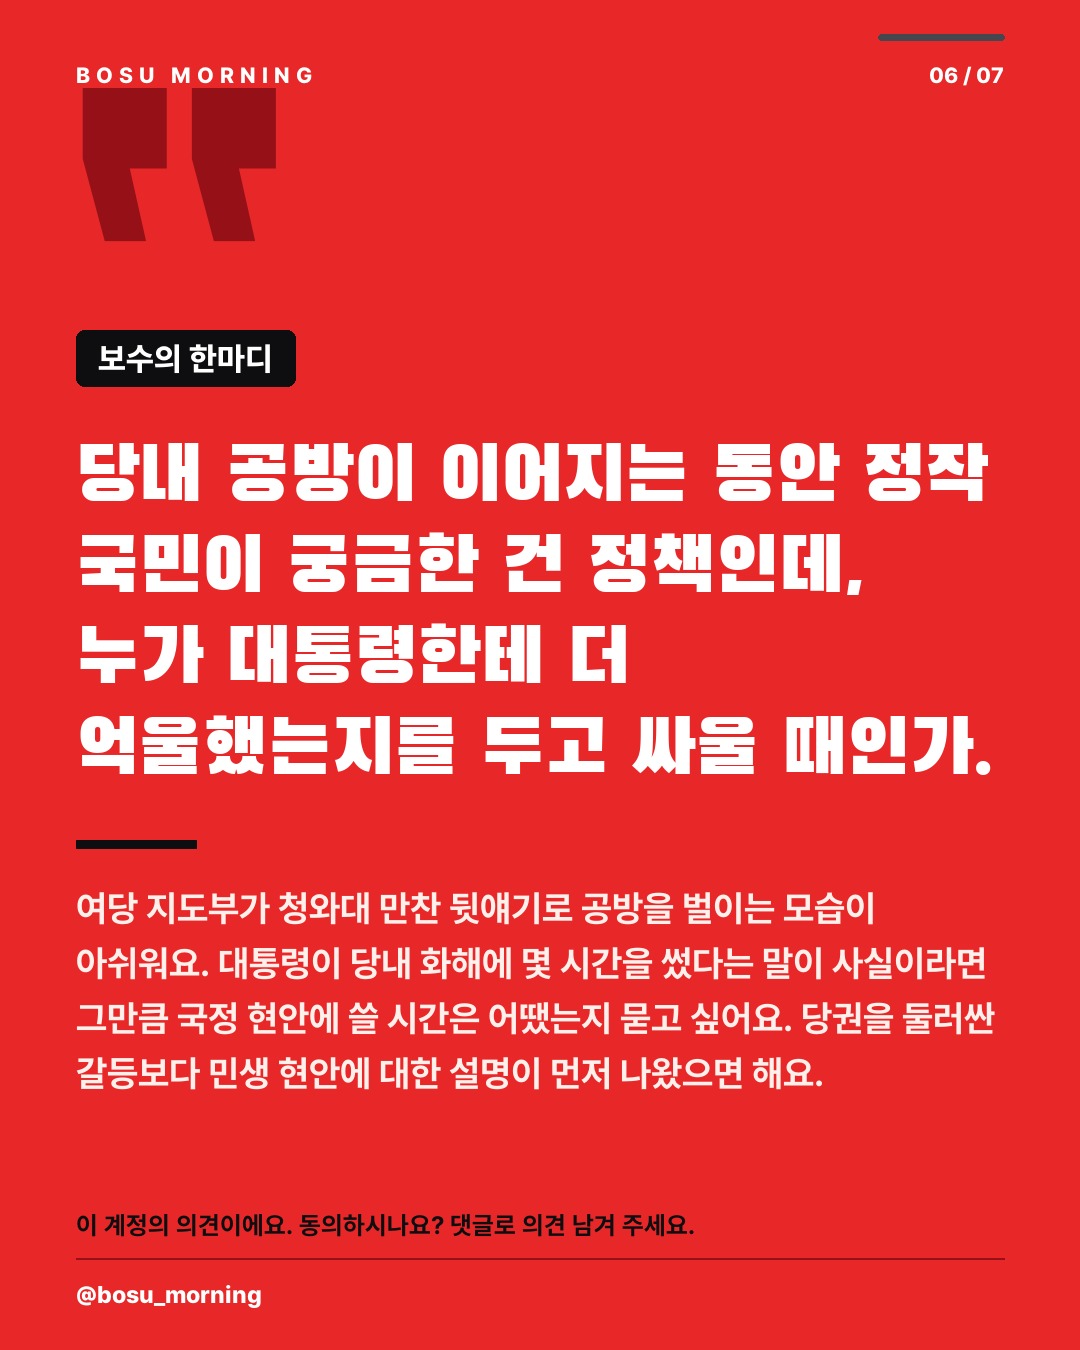 BOSU MORNING
06 / 07
보수의 한마디
당내 공방이 이어지는 동안 정작
국민이 궁금한 건 정책인데,
누가 대통령한테 더
억울했는지를 두고 싸울 때인가.
여당 지도부가 청와대 만찬 뒷얘기로 공방을 벌이는 모습이
아쉬워요. 대통령이 당내 화해에 몇 시간을 썼다는 말이 사실이라면
그만큼 국정 현안에 쓸 시간은 어땠는지 묻고 싶어요. 당권을 둘러싼
갈등보다 민생 현안에 대한 설명이 먼저 나왔으면 해요.
이 계정의 의견이에요. 동의하시나요? 댓글로 의견 남겨 주세요.
@bosu_morning